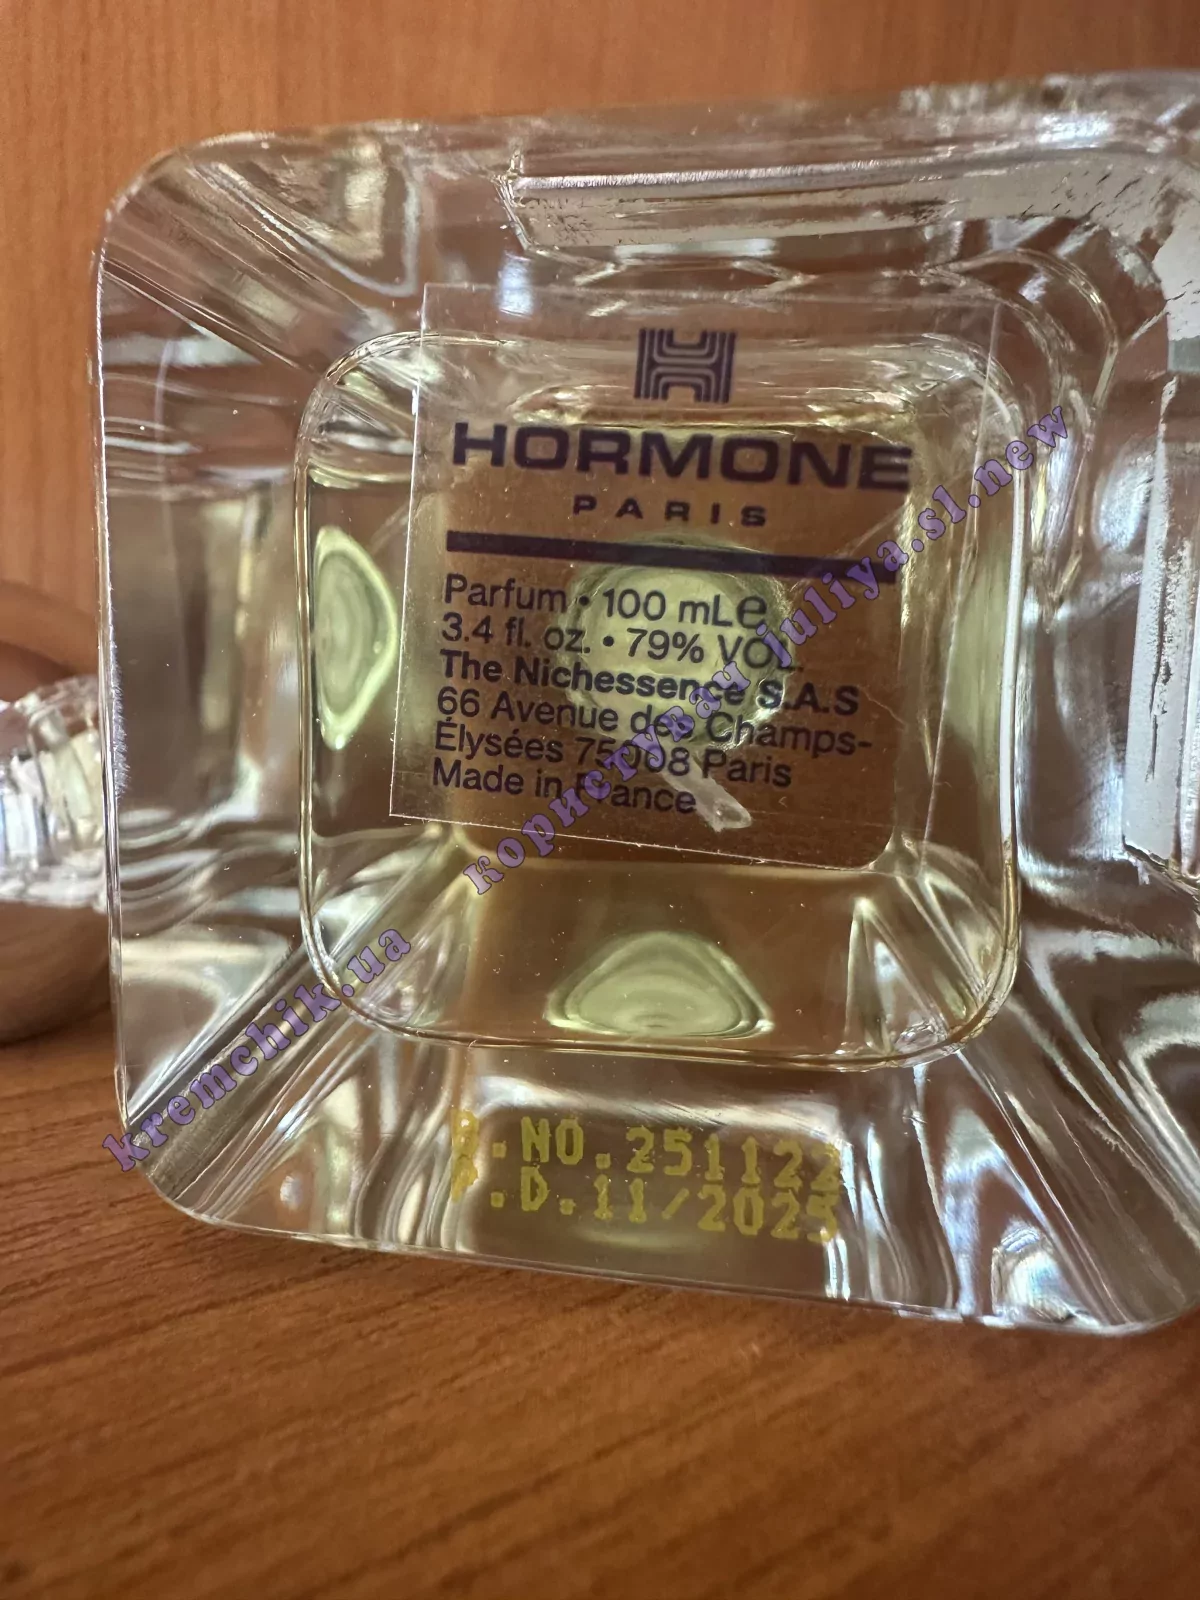 HORMONE
PARIS
Parfum • 100 mLe
3.4 fl. oz. • 79% VOL.
The Nichessence S.A.S
66 Avenue des Champs-
Élysées 75008 Paris
Made in France
B.NO.251122
P.D.11/2025
kremchik.ua користувач juliya.sl.new